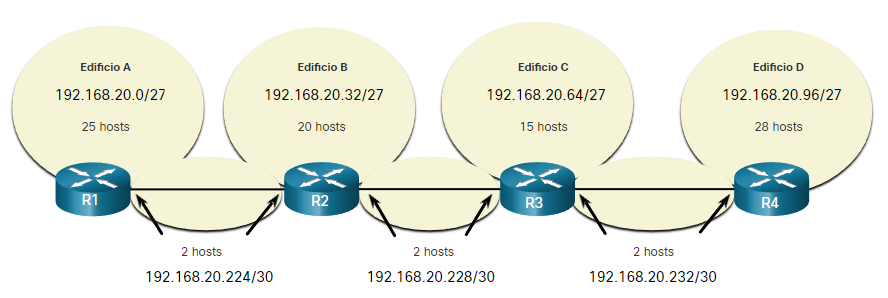 Edificio A
192.168.20.0/27
25 hosts
Edificio B
192.168.20.32/27
20 hosts
Edificio C
192.168.20.64/27
15 hosts
Edificio D
192.168.20.96/27
28 hosts
R1
R2
R3
R4
2 hosts
192.168.20.224/30
2 hosts
192.168.20.228/30
2 hosts
192.168.20.232/30